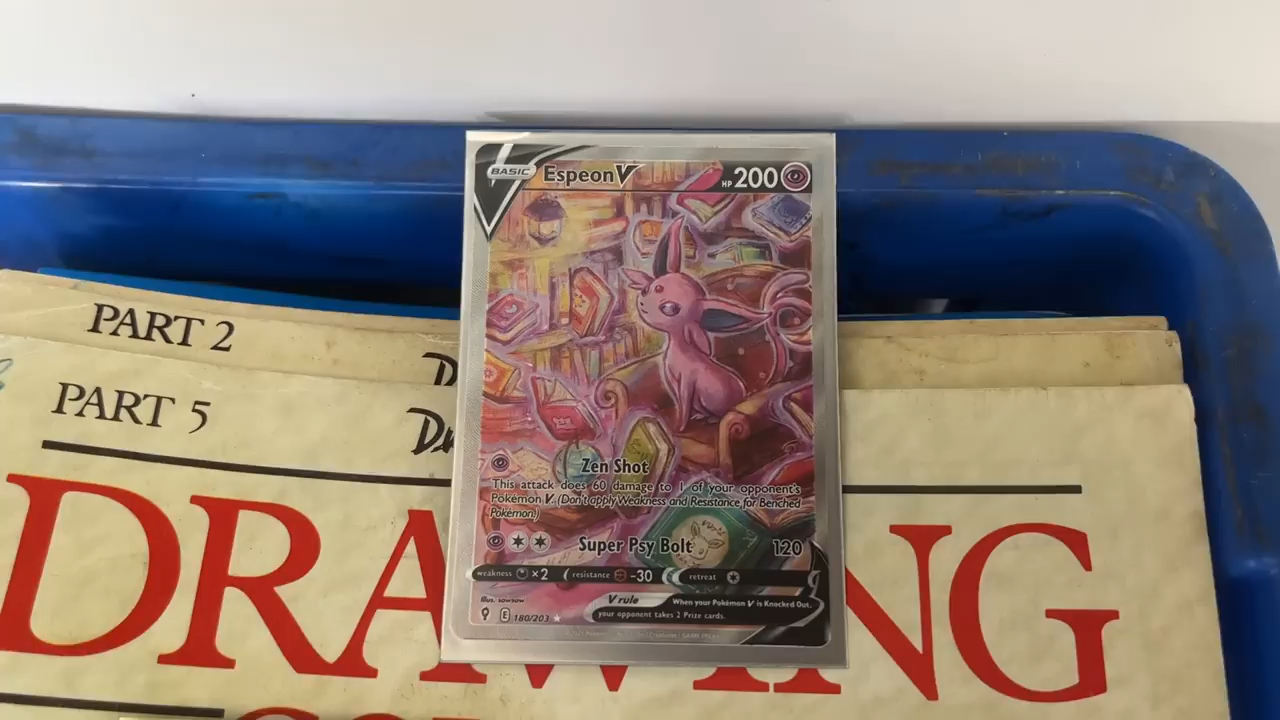 BASIC
Espeon V
HP 200
PART 2
PART 5
DRAWING
Zen Shot
This attack does 60 damage to 1 of your opponent's
Pokémon V. (Don't apply Weakness and Resistance for Benched
Pokémon.)
Super Psy Bolt 120
weakness ×2 resistance -30 retreat
Illus. sowsow
V rule When your Pokémon V is Knocked Out,
your opponent takes 2 Prize cards.
E 180/203